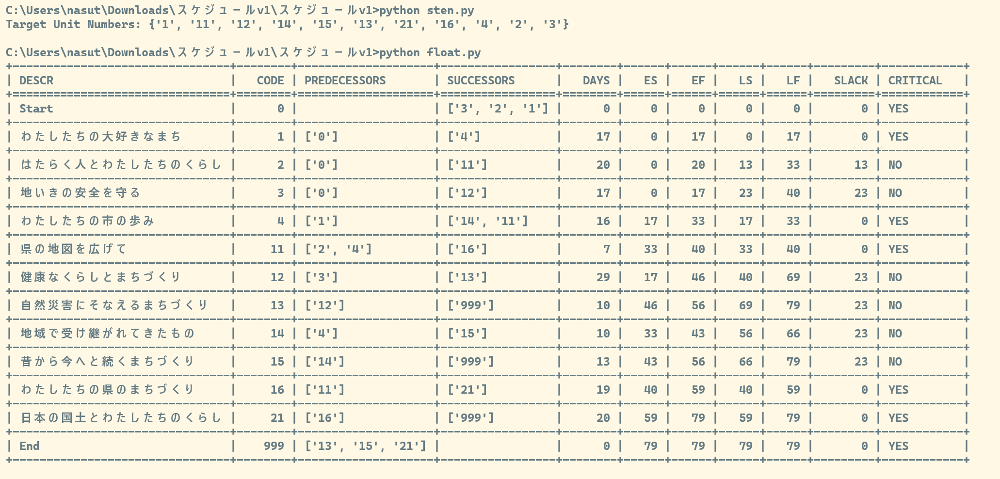 C:\Users\nasut\Downloads\スケジュールv1\スケジュールv1>python sten.py
Target Unit Numbers: {'1', '11', '12', '14', '15', '13', '21', '16', '4', '2', '3'}
C:\Users\nasut\Downloads\スケジュールv1\スケジュールv1>python float.py
| DESCR | CODE | PREDECESSORS | SUCCESSORS | DAYS | ES | EF | LS | LF | SLACK | CRITICAL |
| Start | 0 | | ['3', '2', '1'] | 0 | 0 | 0 | 0 | 0 | 0 | YES |
| わたしたちの大好きなまち | 1 | ['0'] | ['4'] | 17 | 0 | 17 | 0 | 17 | 0 | YES |
| はたらく人とわたしたちのくらし | 2 | ['0'] | ['11'] | 20 | 0 | 20 | 13 | 33 | 13 | NO |
| 地いきの安全を守る | 3 | ['0'] | ['12'] | 17 | 0 | 17 | 23 | 40 | 23 | NO |
| わたしたちの市の歩み | 4 | ['1'] | ['14', '11'] | 16 | 17 | 33 | 17 | 33 | 0 | YES |
| 県の地図を広げて | 11 | ['2', '4'] | ['16'] | 7 | 33 | 40 | 33 | 40 | 0 | YES |
| 健康なくらしとまちづくり | 12 | ['3'] | ['13'] | 29 | 17 | 46 | 40 | 69 | 23 | NO |
| 自然災害にそなえるまちづくり | 13 | ['12'] | ['999'] | 10 | 46 | 56 | 69 | 79 | 23 | NO |
| 地域で受け継がれてきたもの | 14 | ['4'] | ['15'] | 10 | 33 | 43 | 56 | 66 | 23 | NO |
| 昔から今へと続くまちづくり | 15 | ['14'] | ['999'] | 13 | 43 | 56 | 66 | 79 | 23 | NO |
| わたしたちの県のまちづくり | 16 | ['11'] | ['21'] | 19 | 40 | 59 | 40 | 59 | 0 | YES |
| 日本の国土とわたしたちのくらし | 21 | ['16'] | ['999'] | 20 | 59 | 79 | 59 | 79 | 0 | YES |
| End | 999 | ['13', '15', '21'] | | 0 | 79 | 79 | 79 | 79 | 0 | YES |